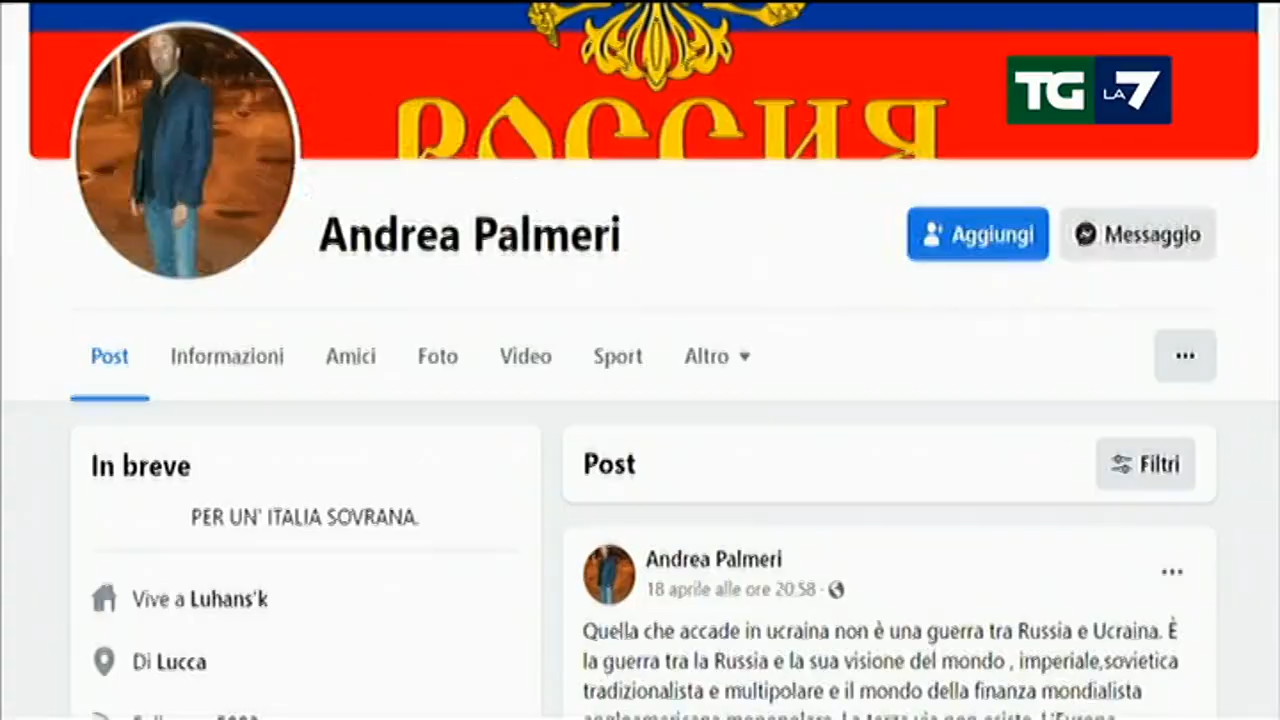 РОССИЯ
TG LA7
Andrea Palmeri
Aggiungi
Messaggio
Post Informazioni Amici Foto Video Sport Altro
In breve
PER UN' ITALIA SOVRANA.
Vive a Luhans'k
Di Lucca
Post
Filtri
Andrea Palmeri
18 aprile alle ore 20:58 ·
Quella che accade in ucraina non è una guerra tra Russia e Ucraina. È
la guerra tra la Russia e la sua visione del mondo , imperiale,sovietica
tradizionalista e multipolare e il mondo della finanza mondialista